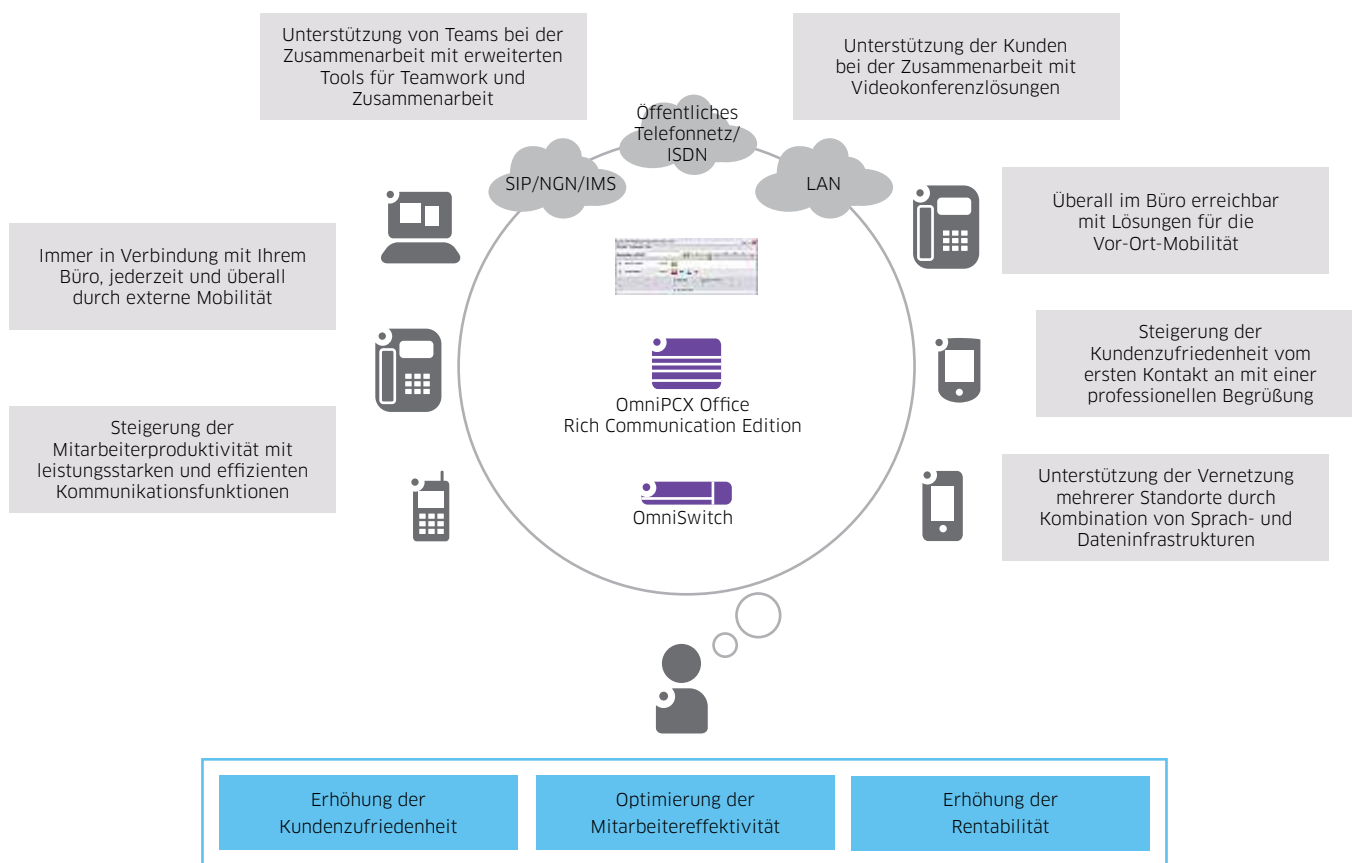 Unterstützung von Teams bei der
Zusammenarbeit mit erweiterten
Tools für Teamwork und
Zusammenarbeit
Unterstützung der Kunden
bei der Zusammenarbeit mit
Videokonferenzlösungen
Öffentliches
Telefonnetz/
ISDN
SIP/NGN/IMS
LAN
Immer in Verbindung mit Ihrem
Büro, jederzeit und überall
durch externe Mobilität
Überall im Büro erreichbar
mit Lösungen für die
Vor-Ort-Mobilität
Steigerung der
Kundenzufriedenheit vom
ersten Kontakt an mit einer
professionellen Begrüßung
OmniPCX Office
Rich Communication Edition
Steigerung der
Mitarbeiterproduktivität mit
leistungsstarken und effizienten
Kommunikationsfunktionen
Unterstützung der Vernetzung
mehrerer Standorte durch
Kombination von Sprach- und
Dateninfrastrukturen
OmniSwitch
Erhöhung der
Kundenzufriedenheit
Optimierung der
Mitarbeitereffektivität
Erhöhung der
Rentabilität